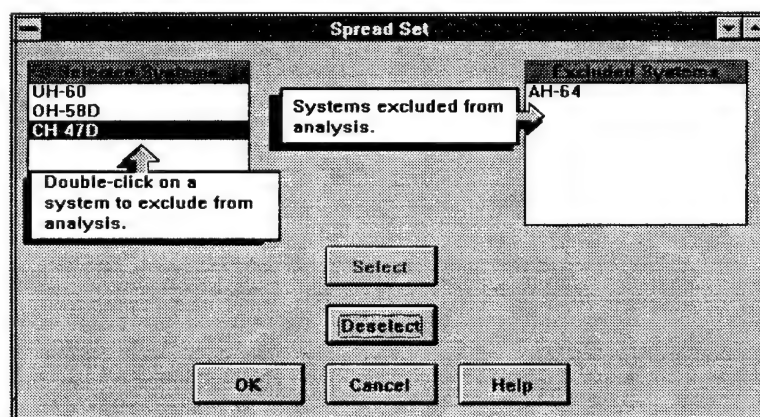 Spread Set
Selected Systems
UH-60
OH-58D
CH-47D
Double-click on a
system to exclude from
analysis.
Systems excluded from
analysis.
Excluded Systems
AH-64
Select
Deselect
OK
Cancel
Help